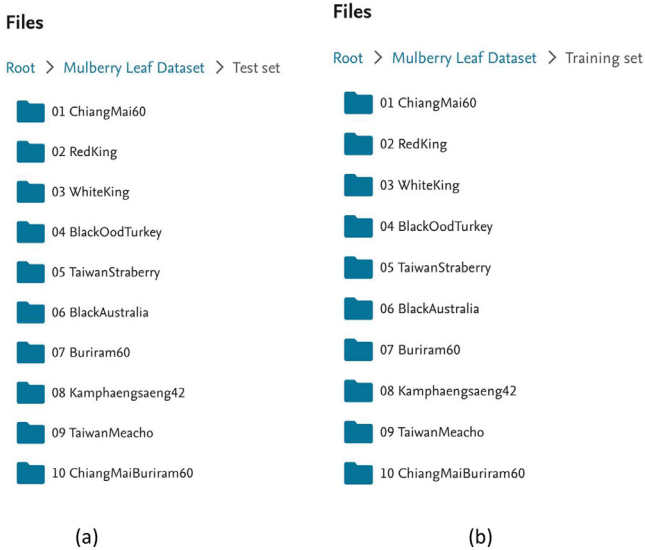 Files
Root > Mulberry Leaf Dataset > Test set
01 ChiangMai60
02 RedKing
03 WhiteKing
04 BlackOodTurkey
05 TaiwanStraberry
06 BlackAustralia
07 Buriram60
08 Kamphaengsaeng42
09 TaiwanMeacho
10 ChiangMaiBuriram60
(a)
Files
Root > Mulberry Leaf Dataset > Training set
01 ChiangMai60
02 RedKing
03 WhiteKing
04 BlackOodTurkey
05 TaiwanStraberry
06 BlackAustralia
07 Buriram60
08 Kamphaengsaeng42
09 TaiwanMeacho
10 ChiangMaiBuriram60
(b)